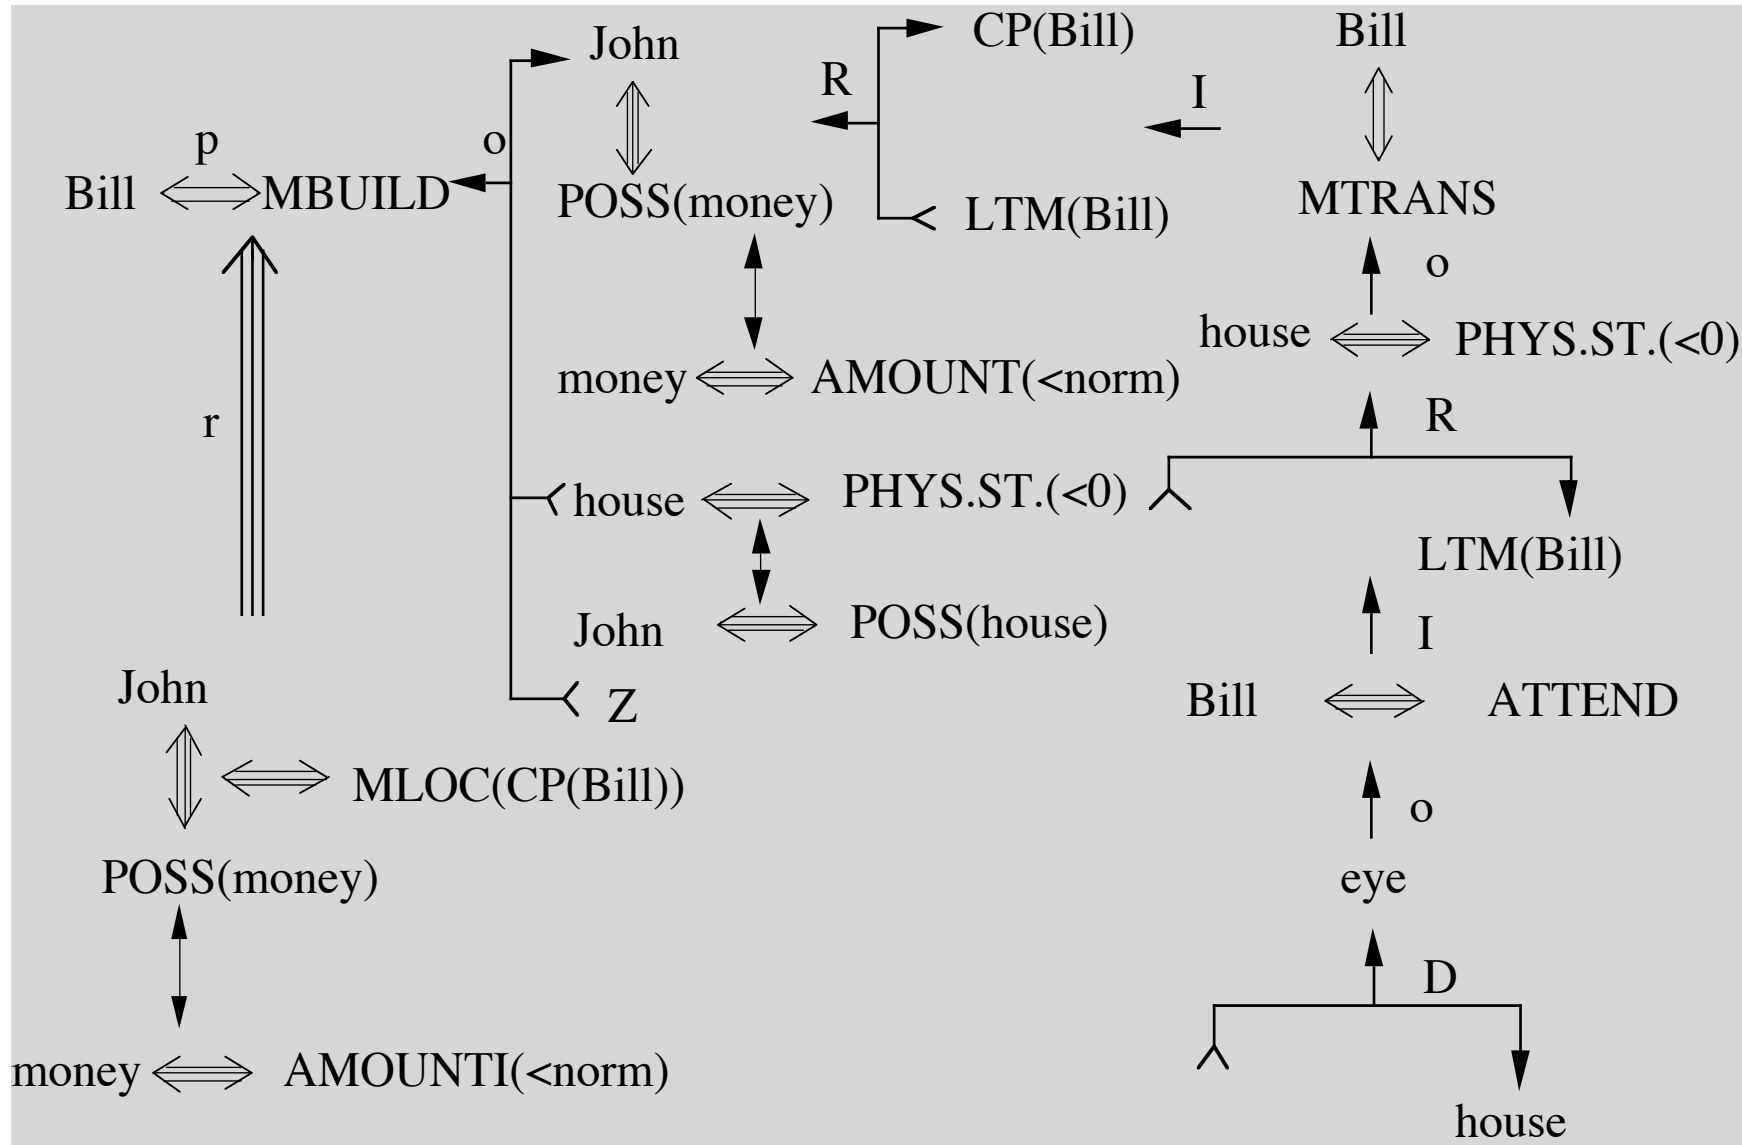 John CP(Bill) Bill
R I
p o
Bill MBUILD POSS(money) LTM(Bill) MTRANS
o
house PHYS.ST.(<0)
money AMOUNT(<norm)
r R
house PHYS.ST.(<0)
LTM(Bill)
John POSS(house) I
John Z Bill ATTEND
MLOC(CP(Bill)) o
POSS(money) eye
D
money AMOUNTI(<norm)
house